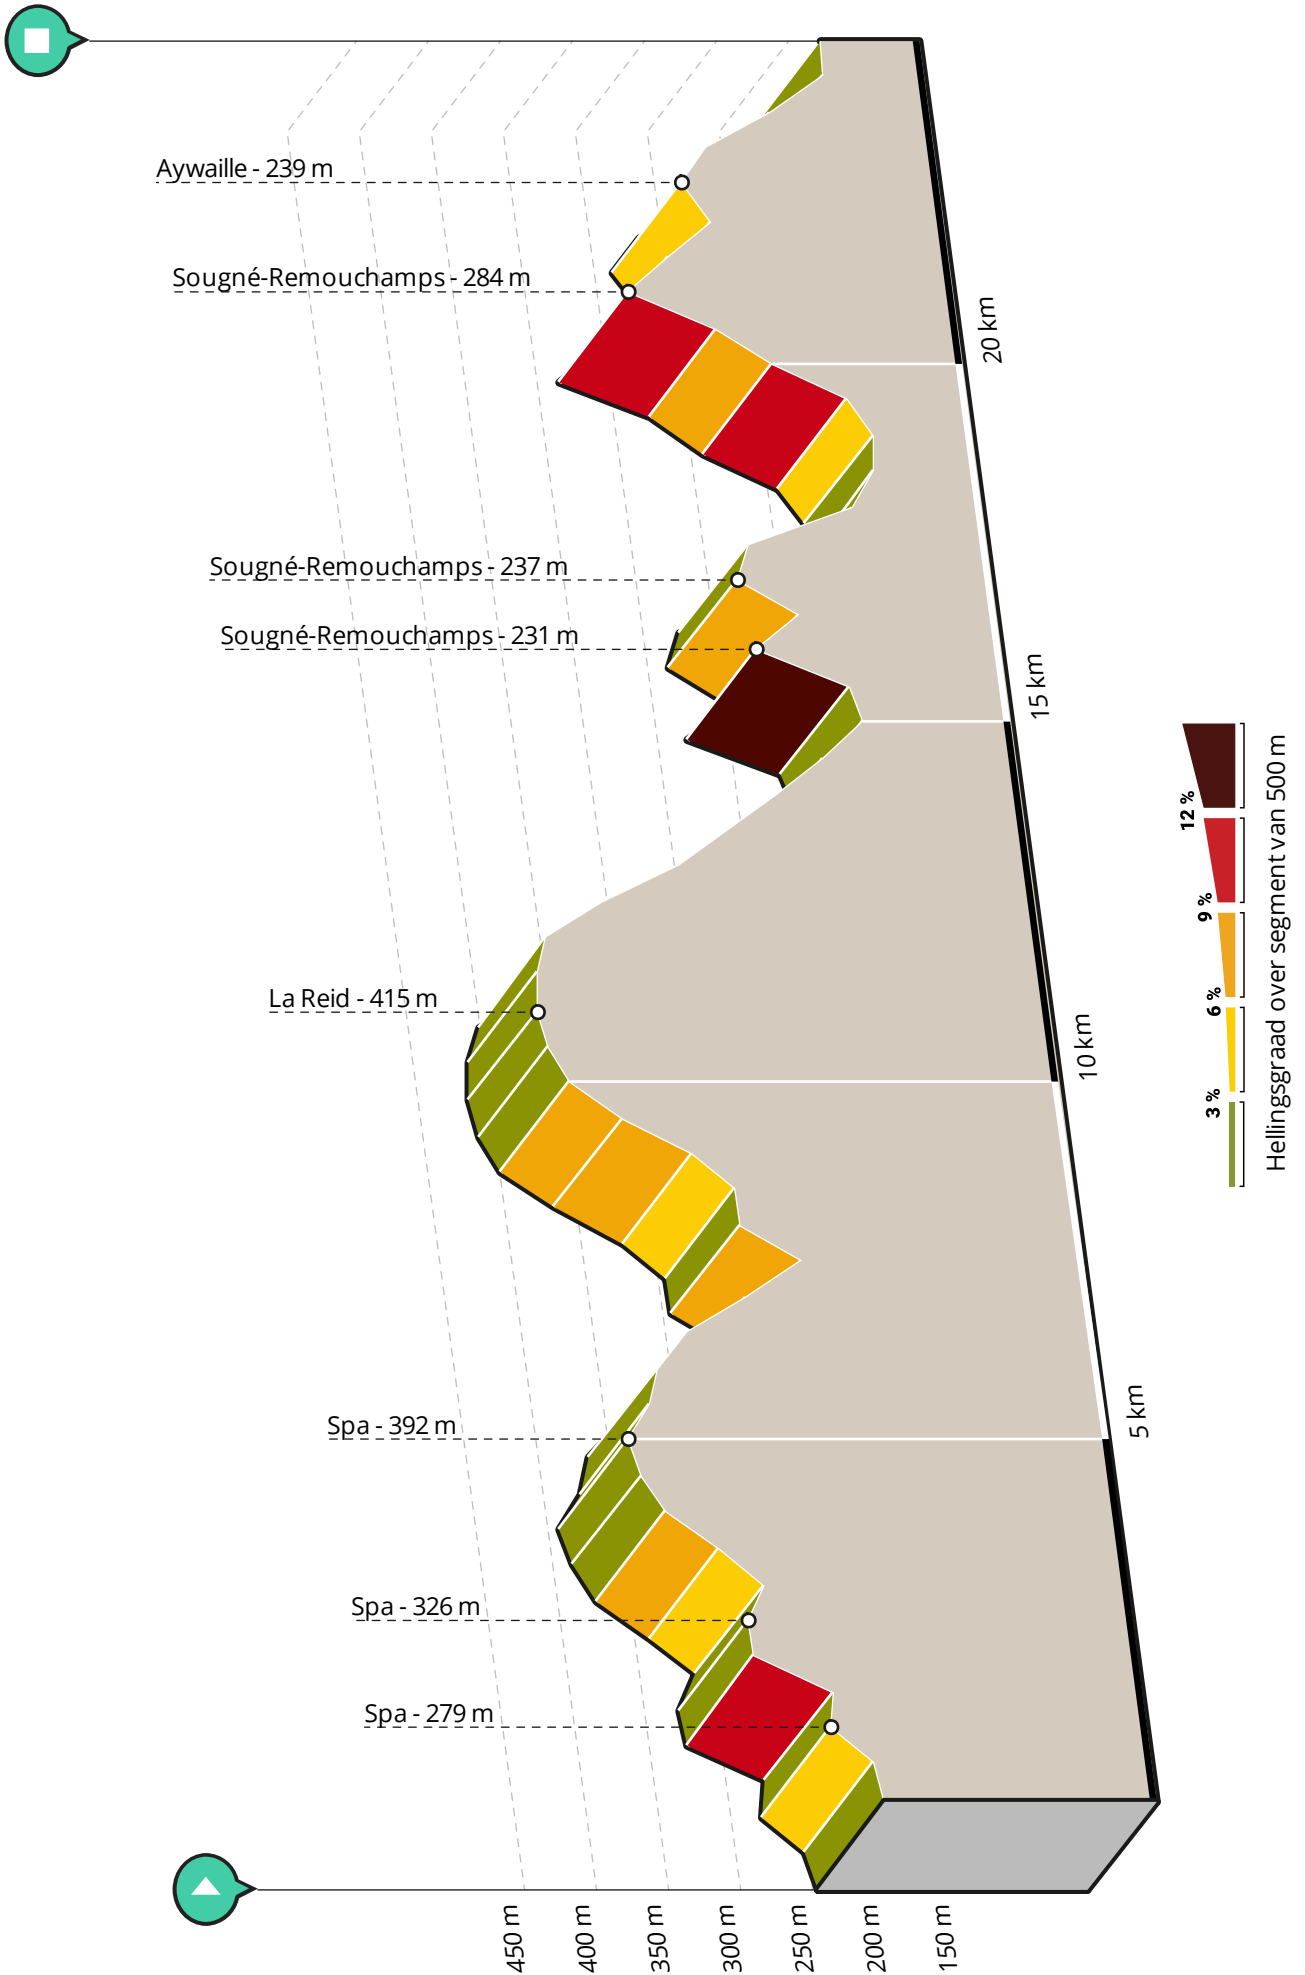 Aywaille - 239 m
Sougné-Remouchamps - 284 m
Sougné-Remouchamps - 237 m
Sougné-Remouchamps - 231 m
La Reid - 415 m
Spa - 392 m
Spa - 326 m
Spa - 279 m
450 m
400 m
350 m
300 m
250 m
200 m
150 m
5 km
10 km
15 km
20 km
3 %
6 %
9 %
12 %
Hellingsgraad over segment van 500 m